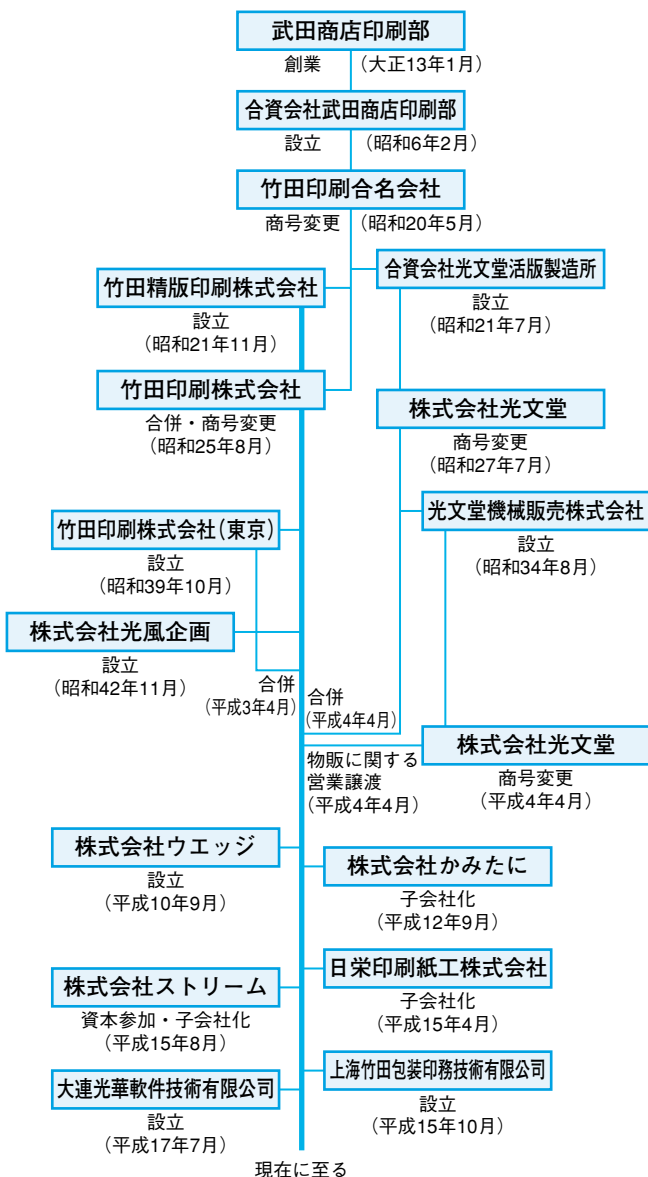 武田商店印刷部
創業 (大正13年1月)
合資会社武田商店印刷部
設立 (昭和6年2月)
竹田印刷合名会社
商号変更 (昭和20年5月)
合資会社光文堂活版製造所
設立
(昭和21年7月)
竹田精版印刷株式会社
設立
(昭和21年11月)
竹田印刷株式会社
合併・商号変更
(昭和25年8月)
株式会社光文堂
商号変更
(昭和27年7月)
光文堂機械販売株式会社
設立
(昭和34年8月)
竹田印刷株式会社(東京)
設立
(昭和39年10月)
株式会社光風企画
設立
(昭和42年11月)
合併
(平成3年4月)
合併
(平成4年4月)
株式会社光文堂
商号変更
(平成4年4月)
物販に関する
営業譲渡
(平成4年4月)
株式会社ウエッジ
設立
(平成10年9月)
株式会社かみたに
子会社化
(平成12年9月)
日栄印刷紙工株式会社
子会社化
(平成15年4月)
株式会社ストリーム
資本参加・子会社化
(平成15年8月)
上海竹田包装印務技術有限公司
設立
(平成15年10月)
大連光華軟件技術有限公司
設立
(平成17年7月)
現在に至る